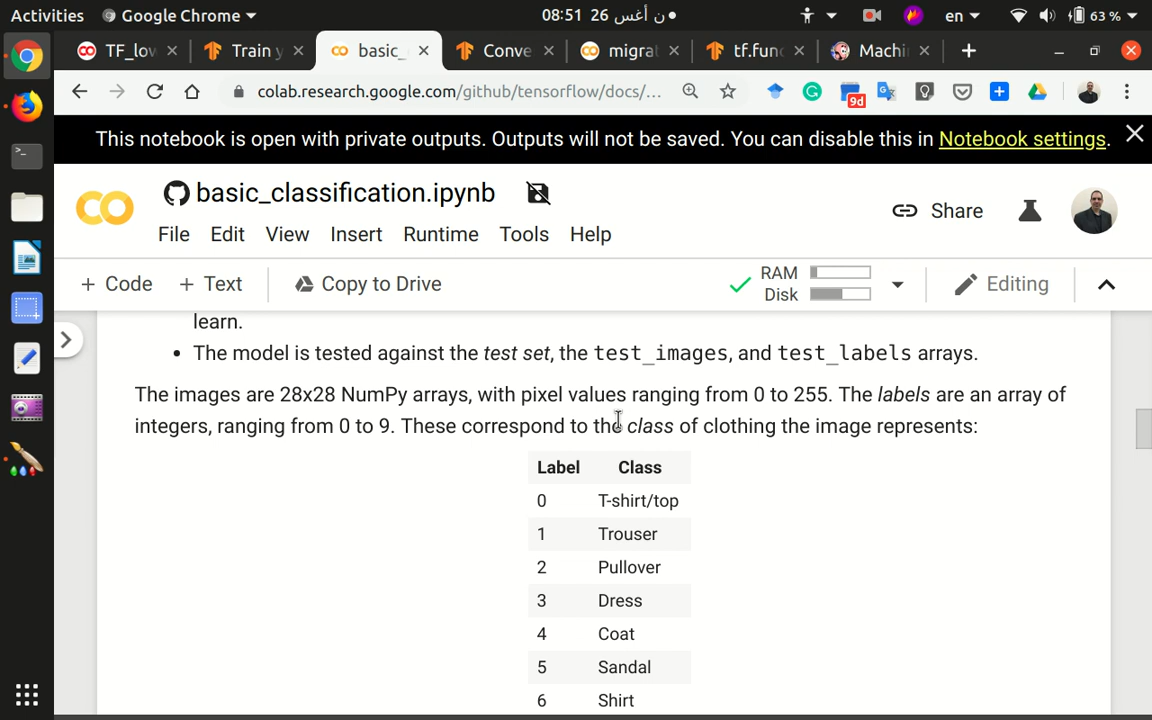 Activities Google Chrome ▾ 08:51 26 ن أغس ● en ▾ 63 % ▾
TF_lov × Train y × basic_ × Conve × migra × tf.fun × Machi × +
colab.research.google.com/github/tensorflow/docs/... 9d
This notebook is open with private outputs. Outputs will not be saved. You can disable this in Notebook settings.
basic_classification.ipynb
Share
File Edit View Insert Runtime Tools Help
+ Code + Text Copy to Drive RAM Disk Editing
learn.
• The model is tested against the test set, the test_images, and test_labels arrays.
The images are 28x28 NumPy arrays, with pixel values ranging from 0 to 255. The labels are an array of
integers, ranging from 0 to 9. These correspond to the class of clothing the image represents:
Label Class
0 T-shirt/top
1 Trouser
2 Pullover
3 Dress
4 Coat
5 Sandal
6 Shirt